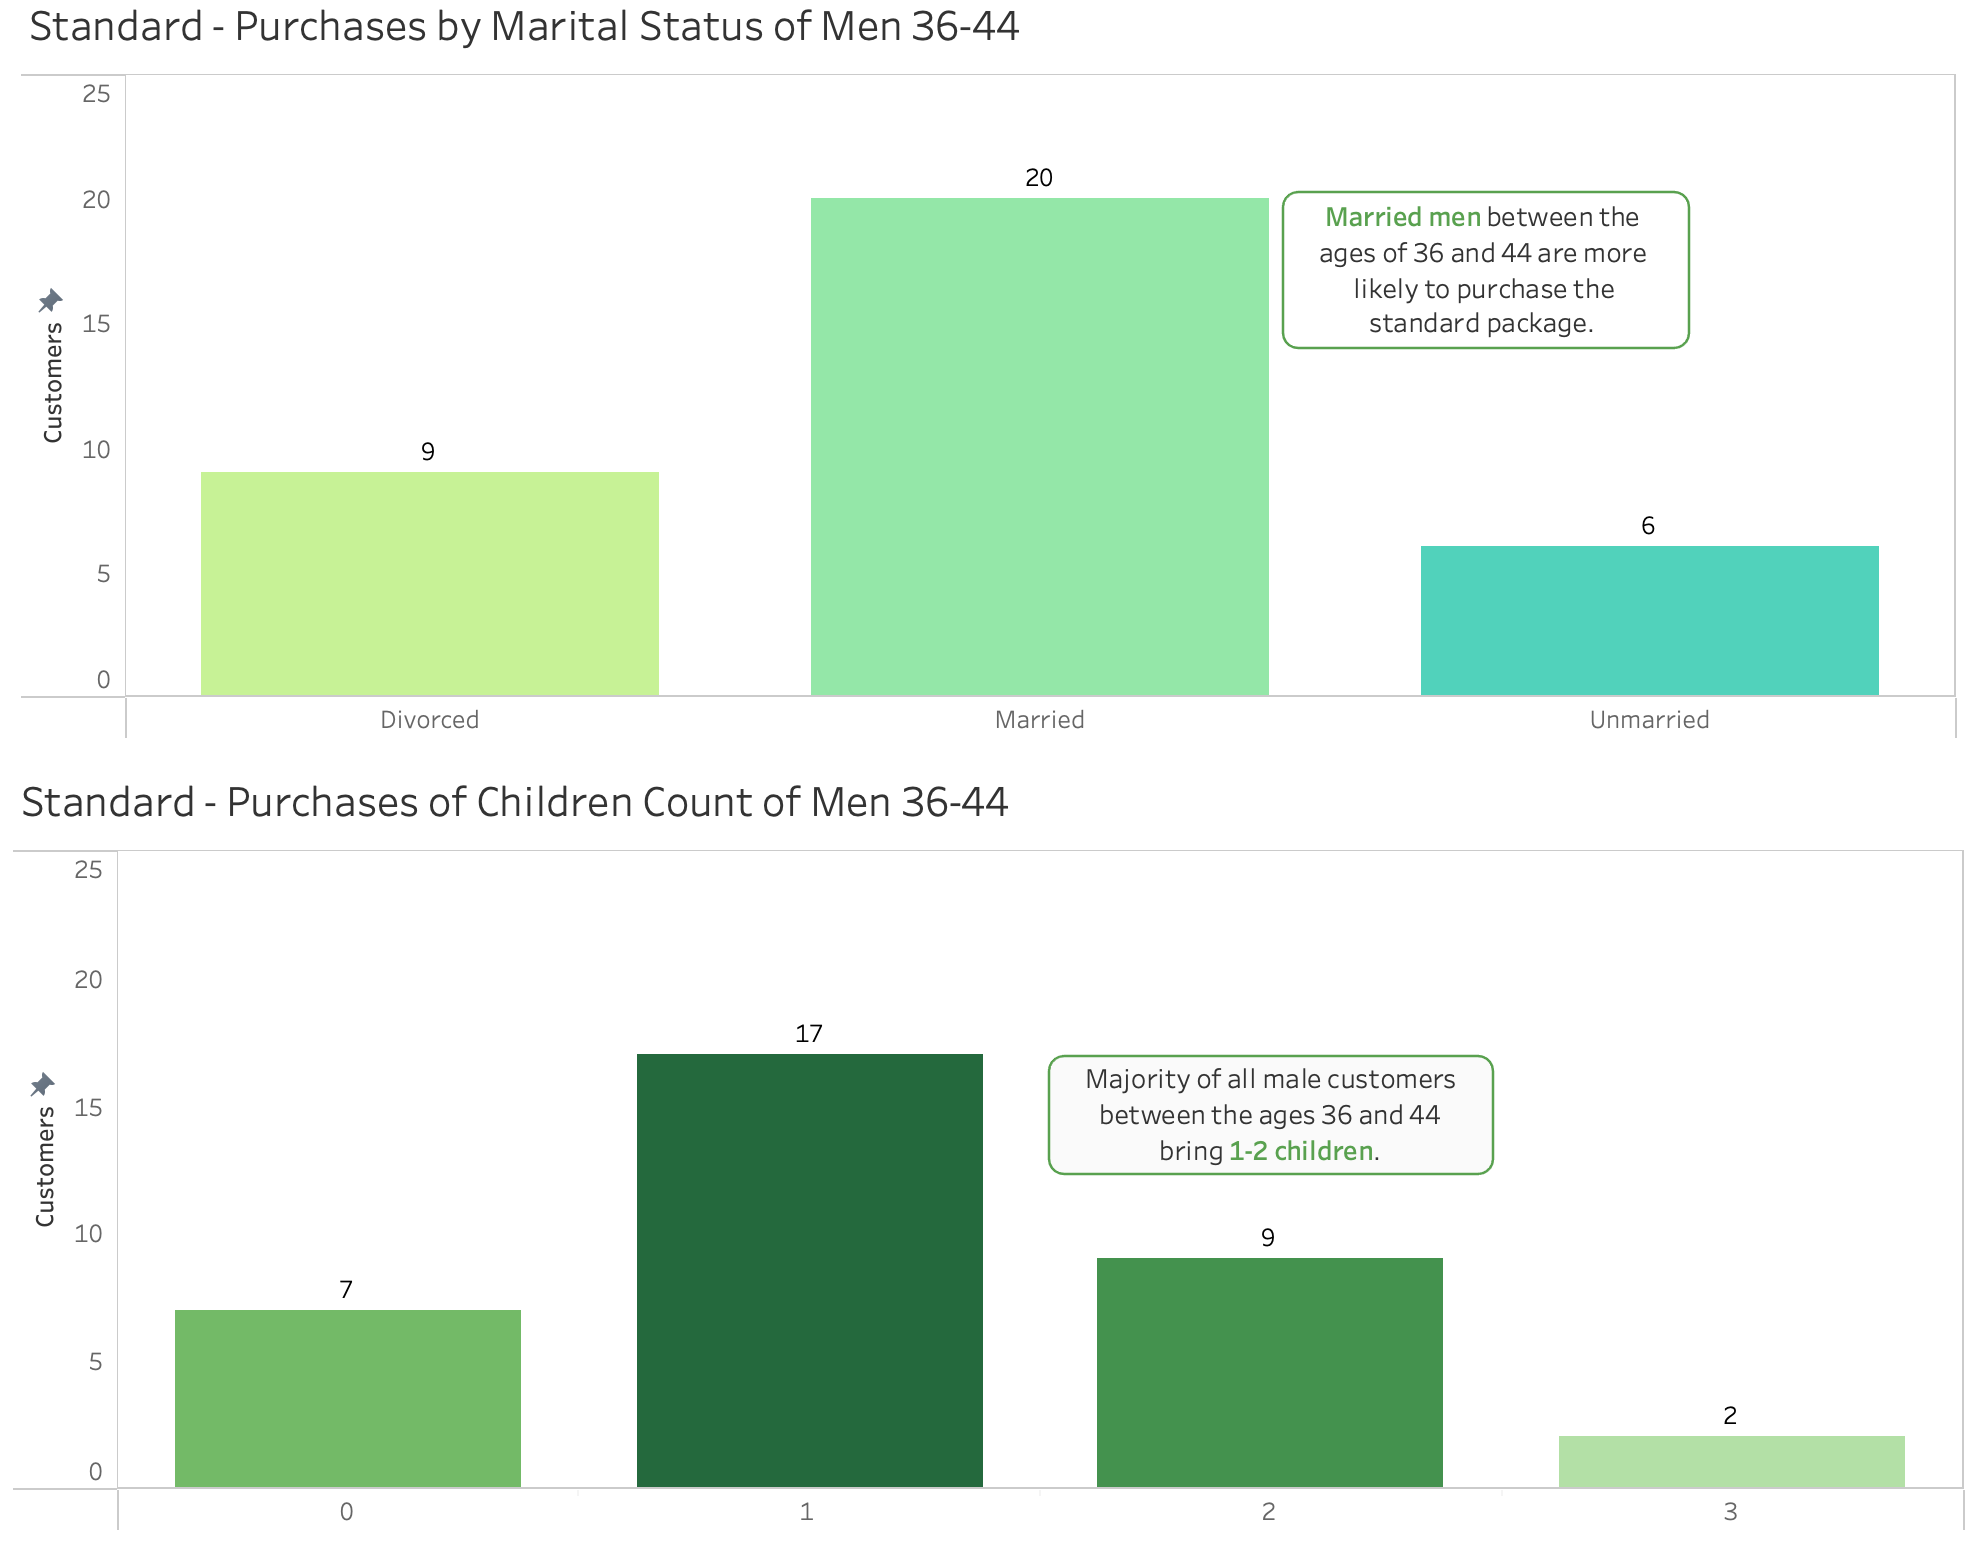 Standard - Purchases by Marital Status of Men 36-44
25
20
15
10
5
0
Customers
9
20
6
Married men between the
ages of 36 and 44 are more
likely to purchase the
standard package.
Divorced
Married
Unmarried
Standard - Purchases of Children Count of Men 36-44
25
20
15
10
5
0
Customers
7
17
9
2
Majority of all male customers
between the ages 36 and 44
bring 1-2 children.
0
1
2
3